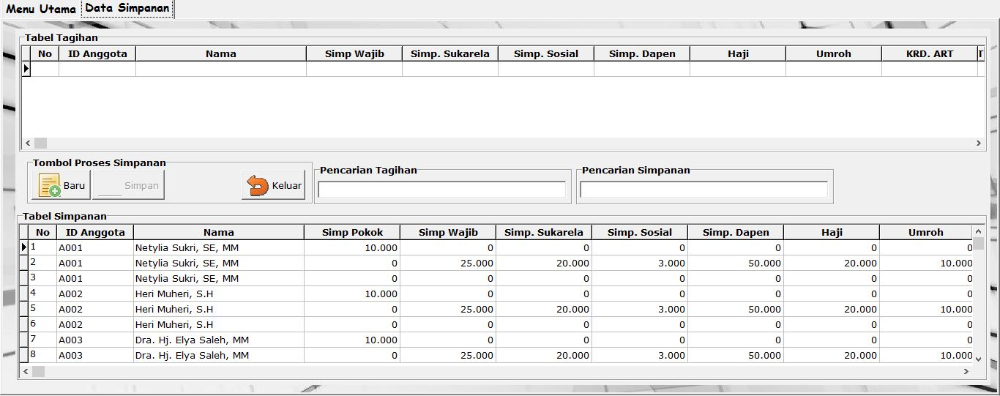 Menu Utama Data Simpanan
Tabel Tagihan
No ID Anggota Nama Simp Wajib Simp. Sukarela Simp. Sosial Simp. Dapen Haji Umroh KRD. ART T
Tombol Proses Simpanan
Baru Simpan Keluar
Pencarian Tagihan
Pencarian Simpanan
Tabel Simpanan
No ID Anggota Nama Simp Pokok Simp Wajib Simp. Sukarela Simp. Sosial Simp. Dapen Haji Umroh
1 A001 Netylia Sukri, SE, MM 10.000 0 0 0 0 0 0
2 A001 Netylia Sukri, SE, MM 0 25.000 20.000 3.000 50.000 20.000 10.000
3 A001 Netylia Sukri, SE, MM 0 0 0 0 0 0 0
4 A002 Heri Muheri, S.H 10.000 0 0 0 0 0 0
5 A002 Heri Muheri, S.H 0 25.000 20.000 3.000 50.000 20.000 10.000
6 A002 Heri Muheri, S.H 0 0 0 0 0 0 0
7 A003 Dra. Hj. Elya Saleh, MM 10.000 0 0 0 0 0 0
8 A003 Dra. Hj. Elya Saleh, MM 0 25.000 20.000 3.000 50.000 20.000 10.000